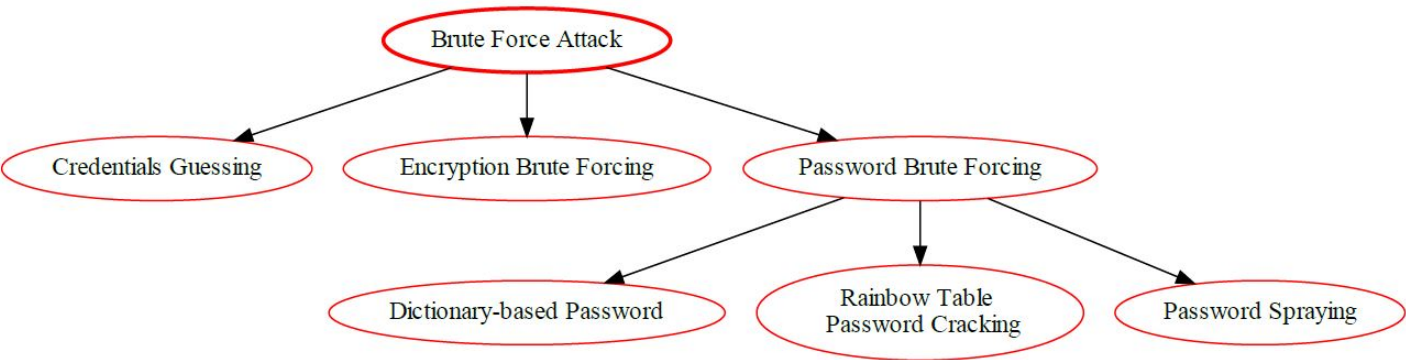 Brute Force Attack
Credentials Guessing
Encryption Brute Forcing
Password Brute Forcing
Dictionary-based Password
Rainbow Table
Password Cracking
Password Spraying